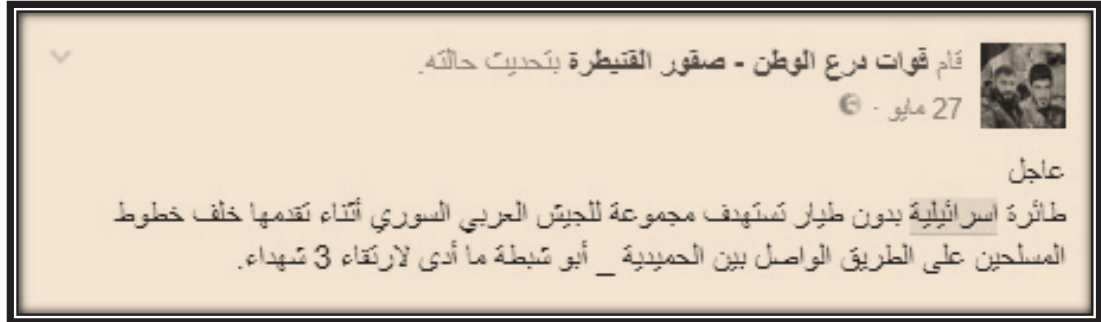 قام قوات درع الوطن - صقور القنيطرة بتحديث حالته.
27 مايو ·
عاجل
طائرة اسرائيلية بدون طيار تستهدف مجموعة للجيش العربي السوري أثناء تقدمها خلف خطوط
المسلحين على الطريق الواصل بين الحميدية _ أبو شبطة ما أدى لارتقاء 3 شهداء.